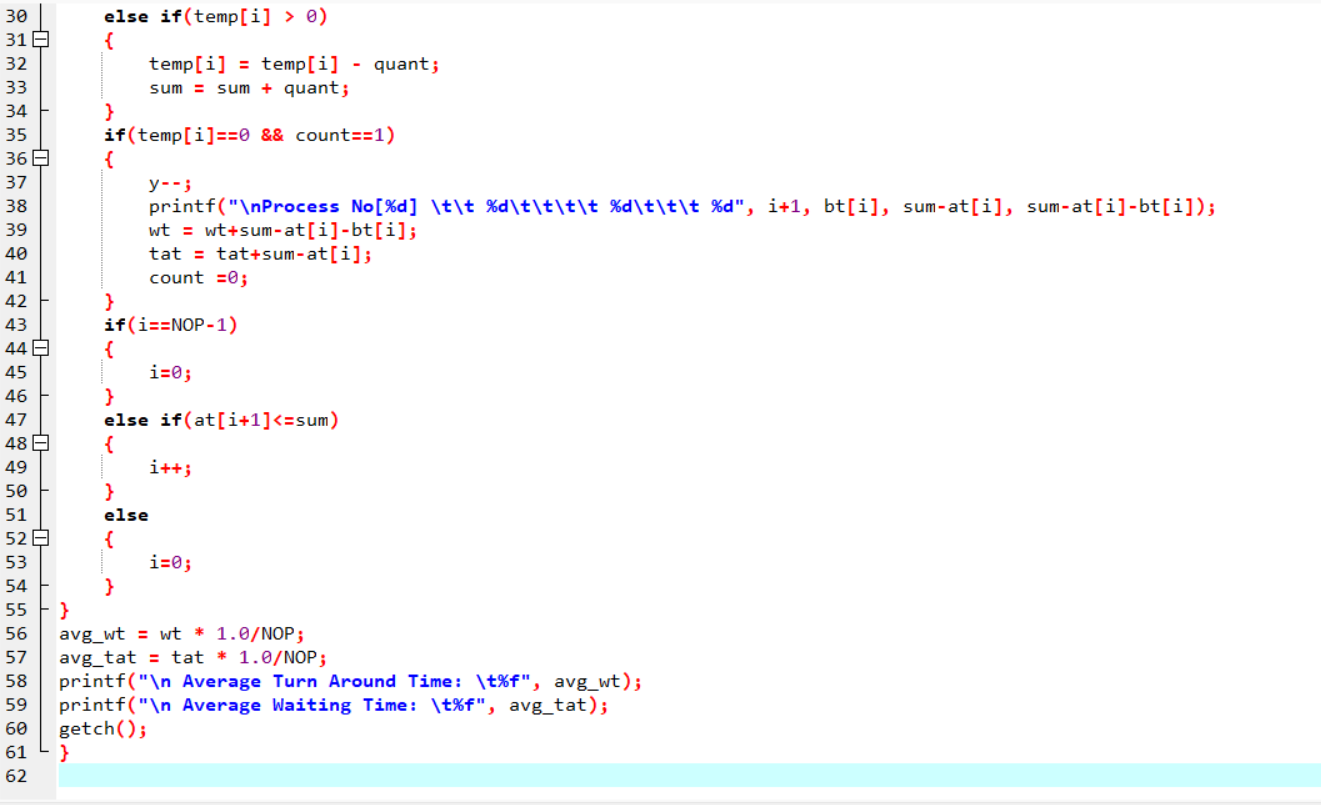 30 else if(temp[i] > 0)
31 {
32 temp[i] = temp[i] - quant;
33 sum = sum + quant;
34 }
35 if(temp[i]==0 && count==1)
36 {
37 y--;
38 printf("\nProcess No[%d] \t\t %d\t\t\t\t %d\t\t\t %d", i+1, bt[i], sum-at[i], sum-at[i]-bt[i]);
39 wt = wt+sum-at[i]-bt[i];
40 tat = tat+sum-at[i];
41 count =0;
42 }
43 if(i==NOP-1)
44 {
45 i=0;
46 }
47 else if(at[i+1]<=sum)
48 {
49 i++;
50 }
51 else
52 {
53 i=0;
54 }
55 }
56 avg_wt = wt * 1.0/NOP;
57 avg_tat = tat * 1.0/NOP;
58 printf("\n Average Turn Around Time: \t%f", avg_wt);
59 printf("\n Average Waiting Time: \t%f", avg_tat);
60 getch();
61 }
62